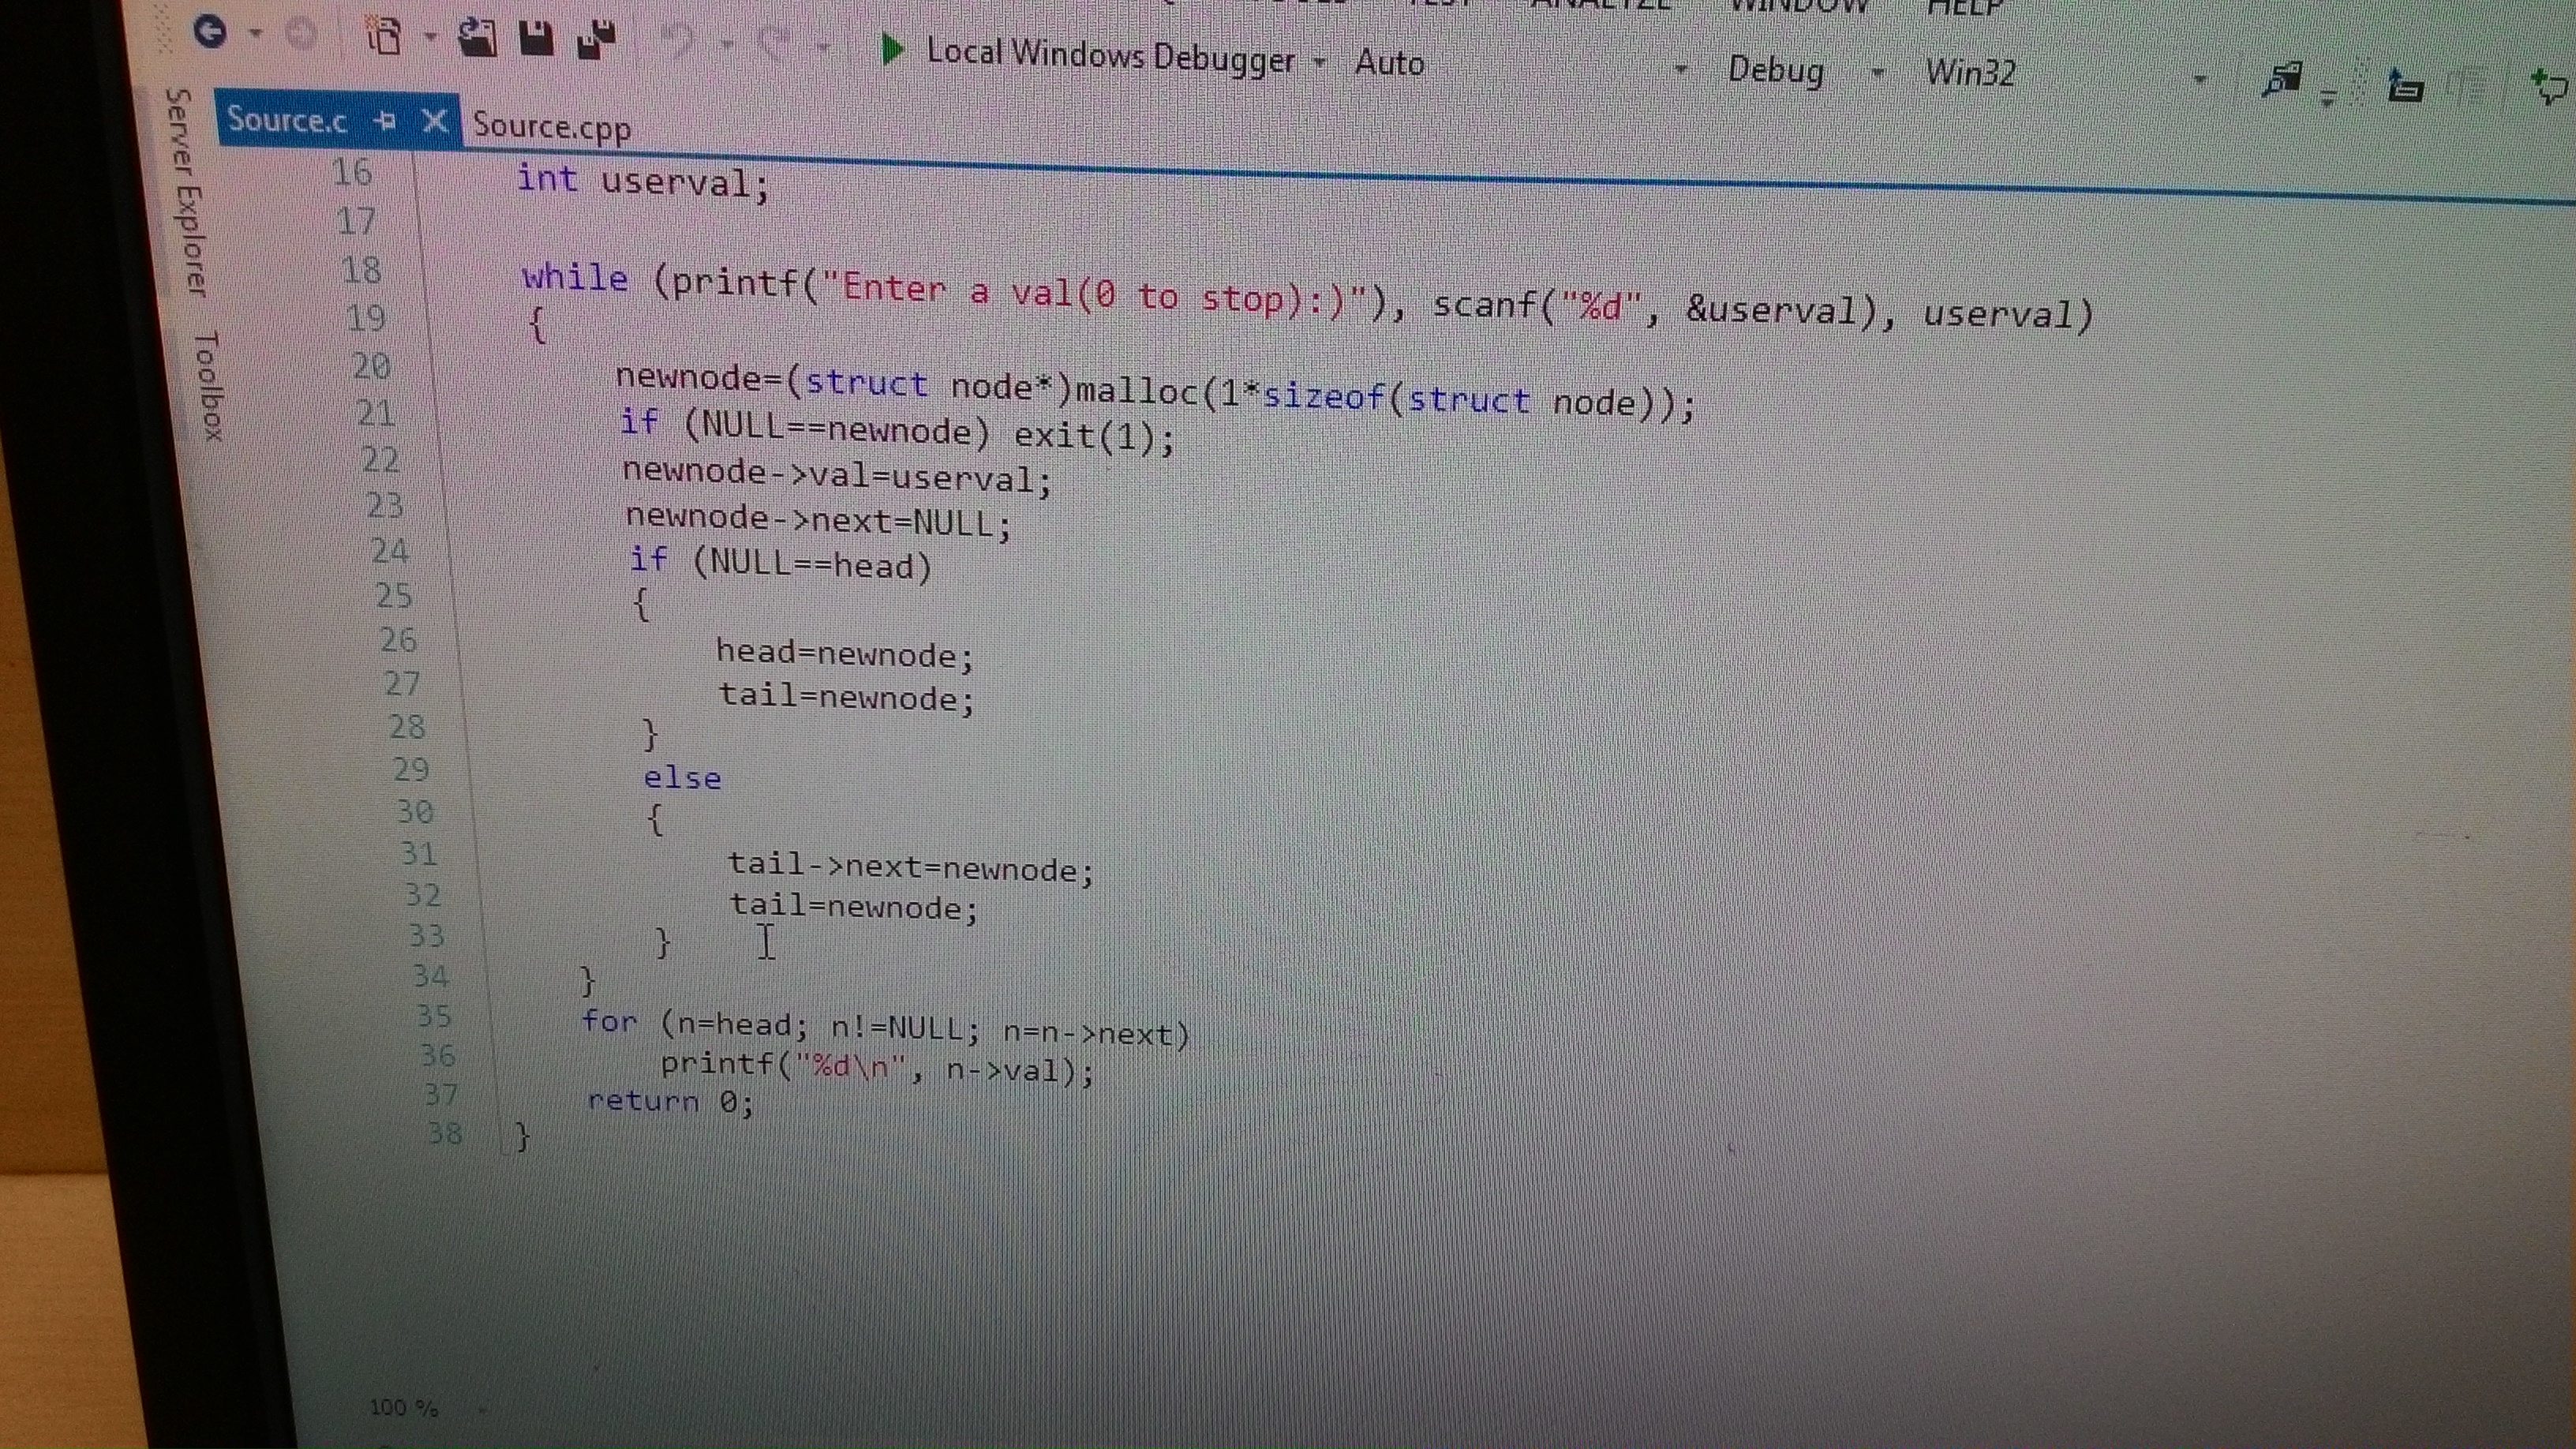 WINDOW HELP
Local Windows Debugger Auto Debug Win32
Server Explorer
Toolbox
Source.c Source.cpp
16 int userval;
17
18 while (printf("Enter a val(0 to stop):)"), scanf("%d", &userval), userval)
19 {
20 newnode=(struct node*)malloc(1*sizeof(struct node));
21 if (NULL==newnode) exit(1);
22 newnode->val=userval;
23 newnode->next=NULL;
24 if (NULL==head)
25 {
26 head=newnode;
27 tail=newnode;
28 }
29 else
30 {
31 tail->next=newnode;
32 tail=newnode;
33 }
34 }
35 for (n=head; n!=NULL; n=n->next)
36 printf("%d\n", n->val);
37 return 0;
38 }
100 %